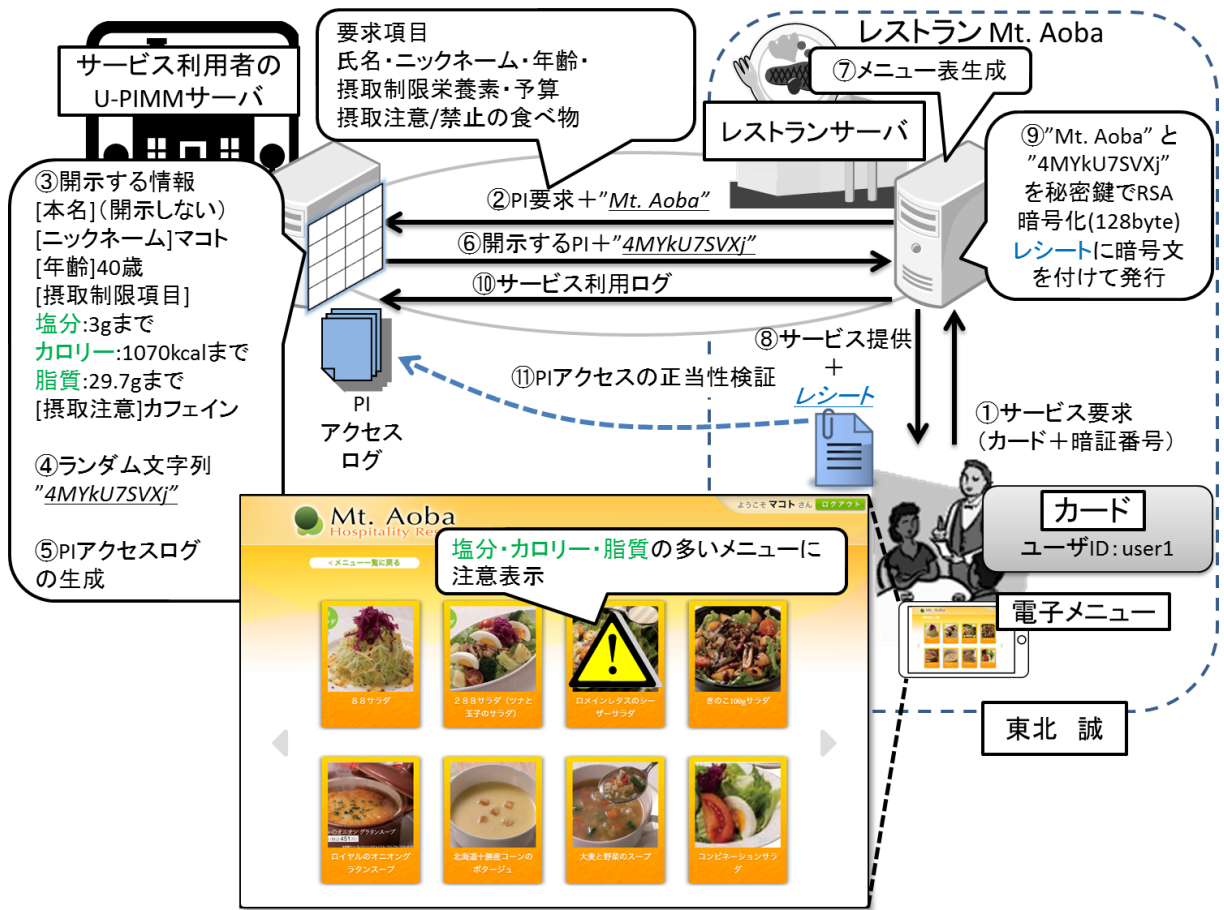 サービス利用者の
U-PIMMサーバ
要求項目
氏名・ニックネーム・年齢・
摂取制限栄養素・予算
摂取注意/禁止の食べ物
レストラン Mt. Aoba
⑦メニュー表生成
レストランサーバ
⑨”Mt. Aoba” と
”4MYkU7SVXj”
を秘密鍵でRSA
暗号化(128byte)
レシートに暗号文
を付けて発行
③開示する情報
[本名](開示しない)
[ニックネーム]マコト
[年齢]40歳
[摂取制限項目]
塩分:3gまで
カロリー:1070kcalまで
脂質:29.7gまで
[摂取注意]カフェイン
④ランダム文字列
”4MYkU7SVXj”
⑤PIアクセスログ
の生成
②PI要求+”Mt. Aoba”
⑥開示するPI+”4MYkU7SVXj”
⑩サービス利用ログ
PI
アクセス
ログ
⑪PIアクセスの正当性検証
⑧サービス提供
+
レシート
①サービス要求
(カード+暗証番号)
カード
ユーザID:user1
電子メニュー
東北 誠
Mt. Aoba
Hospitality Res
ようこそ マコト さん ログアウト
<メニュー一覧に戻る
塩分・カロリー・脂質の多いメニューに
注意表示
88サラダ
288サラダ(ツナと
玉子のサラダ)
ロメインレタスのシー
ザーサラダ
きのこ100gサラダ
のオニオン グラタンスープ
451
ロイヤルのオニオング
ラタンスープ
北海道十勝産コーンの
ポタージュ
大麦と野菜のスープ
コンビネーションサラ
ダ